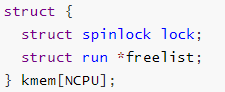 struct {
  struct spinlock lock;
  struct run *freelist;
} kmem[NCPU];